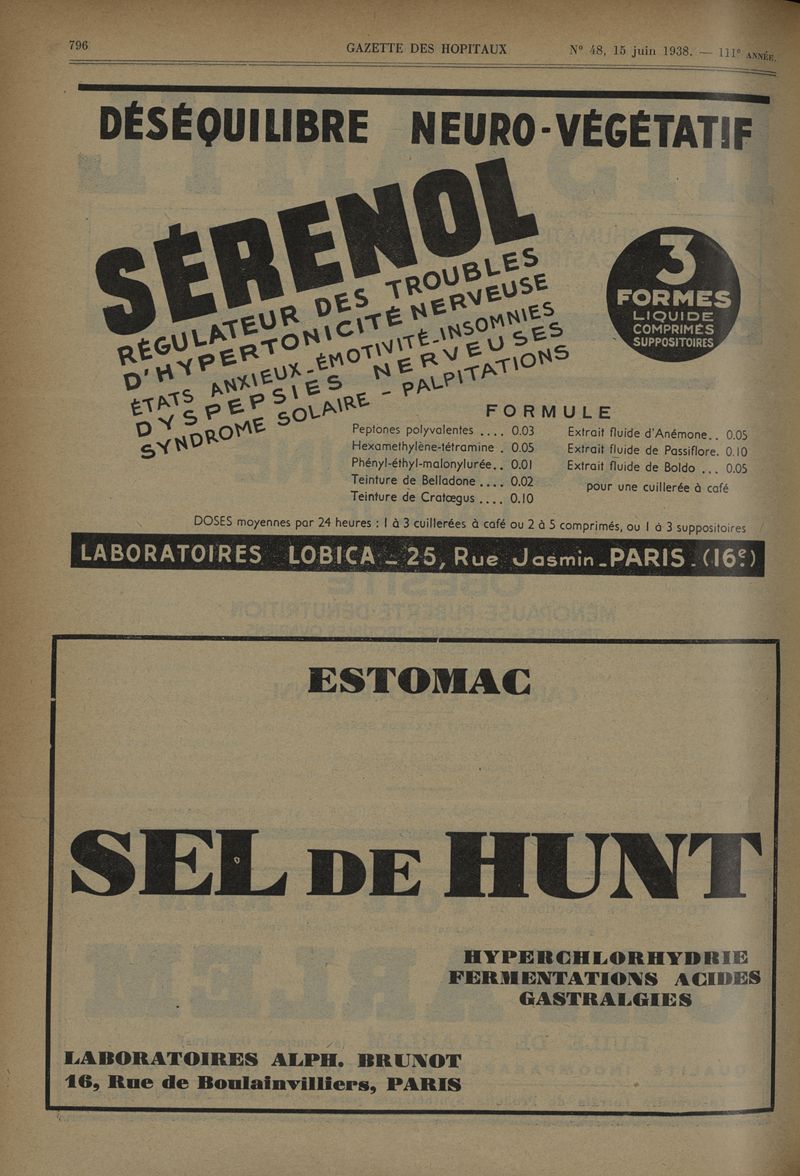 796
GAZETTE DES HOPITAUX
N° 48, 15 juin 1938. — 111e ANNÉE.
DÉSÉQUILIBRE NEURO-VÉGÉTATIF
SÉRENOL
RÉGULATEUR DES TROUBLES
D'HYPERTONICITÉ NERVEUSE
ÉTATS ANXIEUX-ÉMOTIVITÉ-INSOMNIES
DYSPEPSIES NERVEUSES
SYNDROME SOLAIRE - PALPITATIONS
3
FORMES
LIQUIDE
COMPRIMÉS
SUPPOSITOIRES
FORMULE
Peptones polyvalentes .... 0.03
Hexamethylène-tétramine . 0.05
Phényl-éthyl-malonylurée.. 0.01
Teinture de Belladone .... 0.02
Teinture de Cratœgus .... 0.10
Extrait fluide d'Anémone.. 0.05
Extrait fluide de Passiflore. 0.10
Extrait fluide de Boldo ... 0.05
pour une cuillerée à café
DOSES moyennes par 24 heures : 1 à 3 cuillerées à café ou 2 à 5 comprimés, ou 1 à 3 suppositoires
LABORATOIRES LOBICA - 25, Rue Jasmin - PARIS - (16e)
ESTOMAC
SEL DE HUNT
HYPERCHLORHYDRIE
FERMENTATIONS ACIDES
GASTRALGIES
LABORATOIRES ALPH. BRUNOT
16, Rue de Boulainvilliers, PARIS